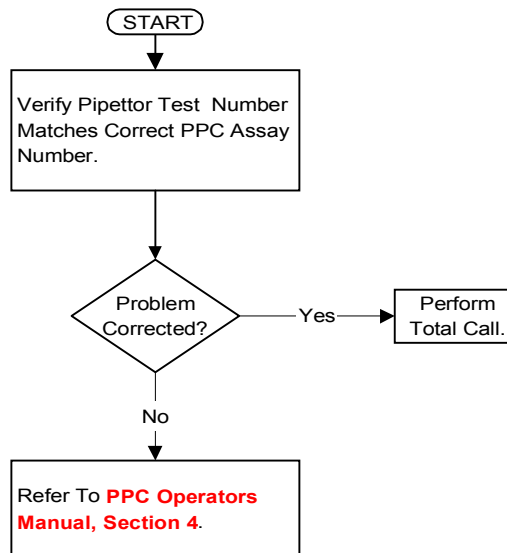 START
Verify Pipettor Test Number
Matches Correct PPC Assay
Number.
Problem
Corrected?
Yes
Perform
Total Call.
No
Refer To PPC Operators
Manual, Section 4.